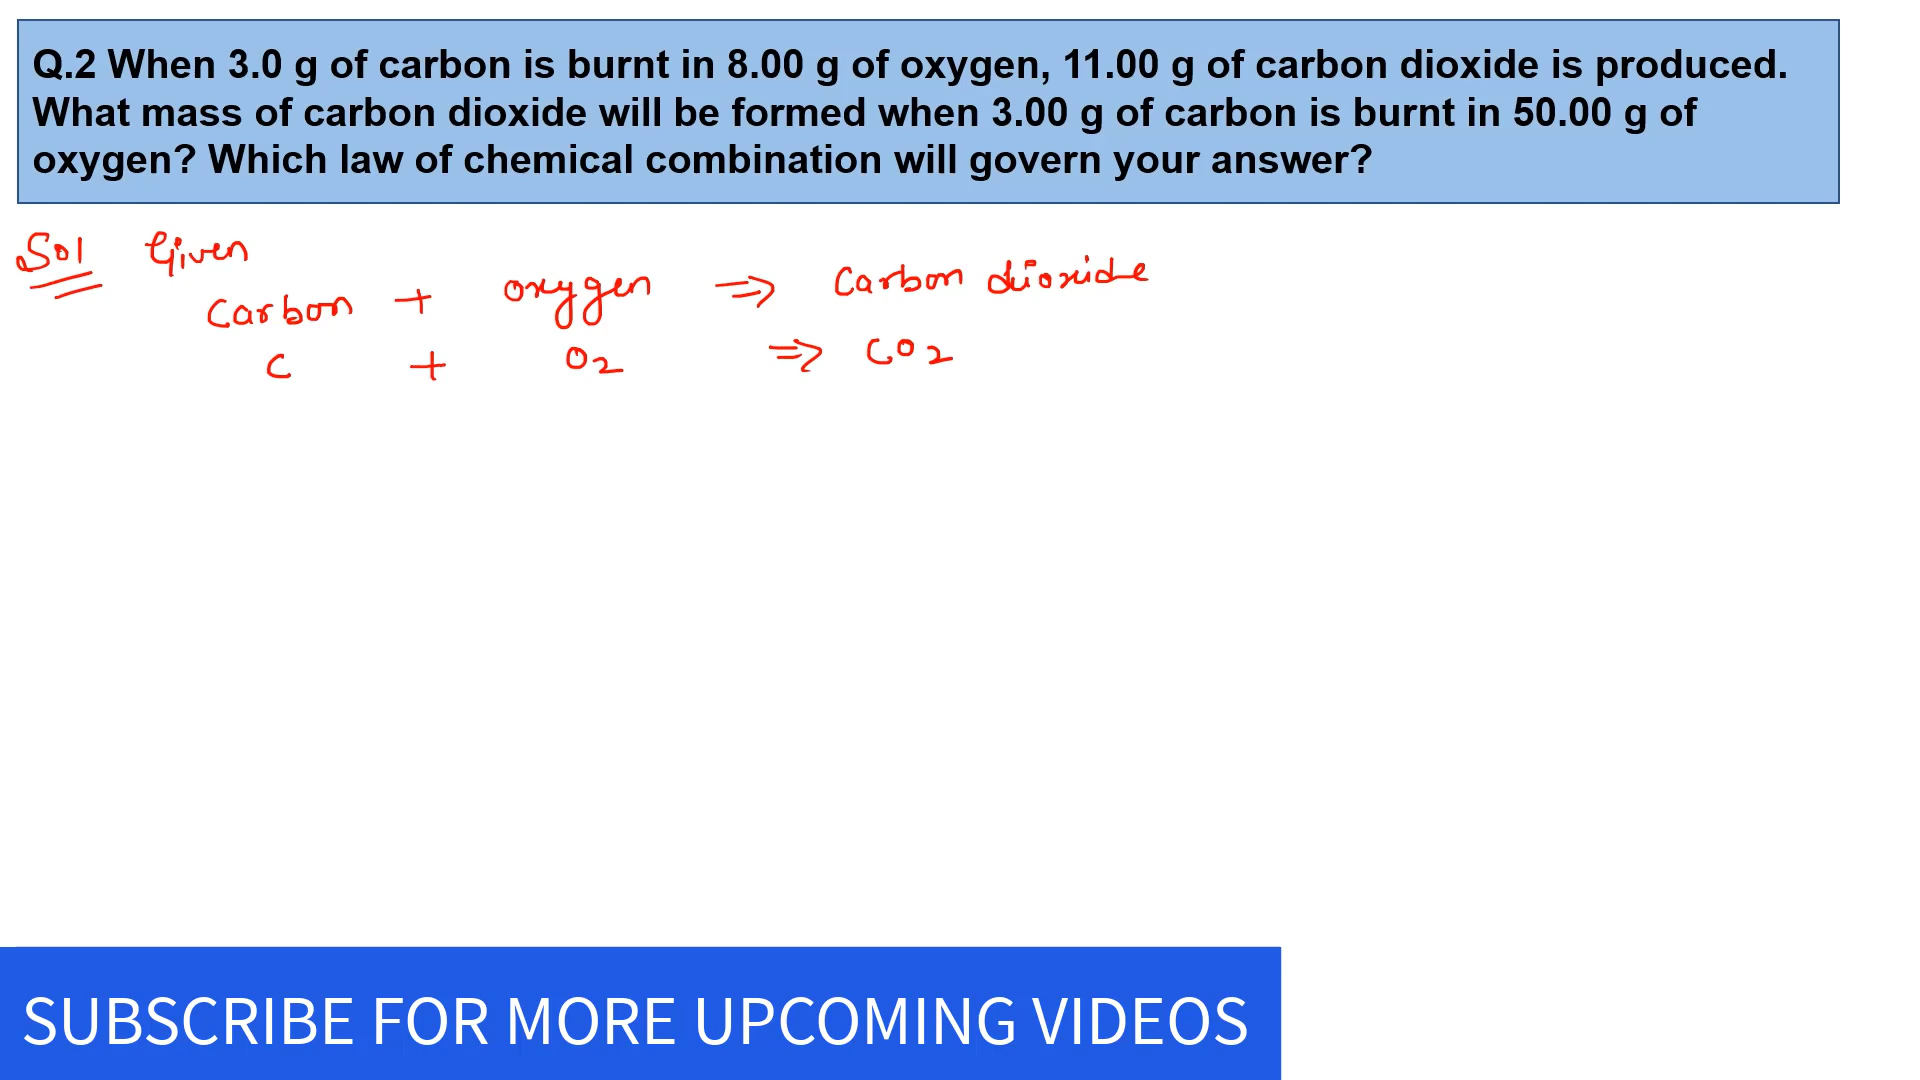 Q.2 When 3.0 g of carbon is burnt in 8.00 g of oxygen, 11.00 g of carbon dioxide is produced.
What mass of carbon dioxide will be formed when 3.00 g of carbon is burnt in 50.00 g of
oxygen? Which law of chemical combination will govern your answer?
Sol Given
Carbon + oxygen ⇒ Carbon dioxide
C + O₂ ⇒ CO₂
SUBSCRIBE FOR MORE UPCOMING VIDEOS